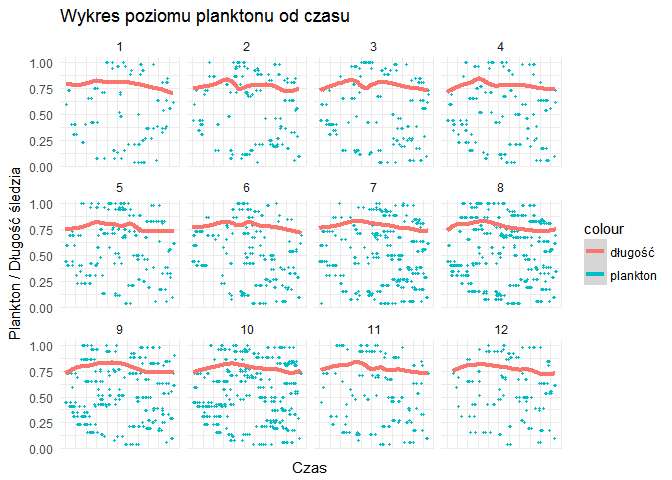 Wykres poziomu planktonu od czasu
1 2 3 4
1.00
0.75
0.50
0.25
0.00
5 6 7 8
1.00
0.75
0.50
0.25
0.00
9 10 11 12
1.00
0.75
0.50
0.25
0.00
Plankton / Długość śledzia
Czas
colour
długość
plankton